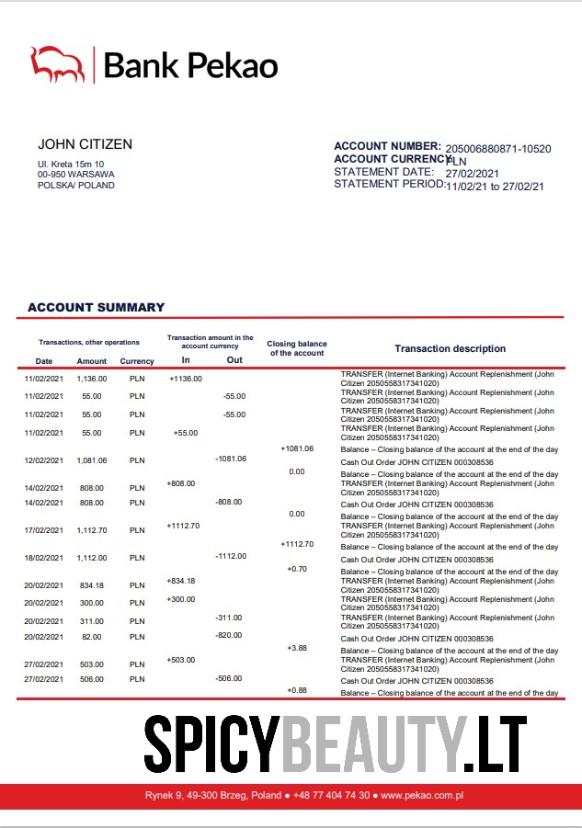 Bank Pekao
JOHN CITIZEN
Ul. Kreta 15m 10
00-950 WARSAWA
POLSKA/ POLAND
ACCOUNT NUMBER: 205006880871-10520
ACCOUNT CURRENCY: PLN
STATEMENT DATE: 27/02/2021
STATEMENT PERIOD: 11/02/21 to 27/02/21
ACCOUNT SUMMARY
Transactions, other operations
Transaction amount in the
account currency
Closing balance
of the account
Transaction description
Date Amount Currency In Out
11/02/2021 1,136.00 PLN +1136.00 TRANSFER (Internet Banking) Account Replenishment (John
Citizen 2050558317341020)
11/02/2021 55.00 PLN -55.00 TRANSFER (Internet Banking) Account Replenishment (John
Citizen 2050558317341020)
11/02/2021 55.00 PLN -55.00 TRANSFER (Internet Banking) Account Replenishment (John
Citizen 2050558317341020)
11/02/2021 55.00 PLN +55.00 TRANSFER (Internet Banking) Account Replenishment (John
Citizen 2050558317341020)
+1081.06 Balance – Closing balance of the account at the end of the day
12/02/2021 1,081.06 PLN -1081.06 Cash Out Order JOHN CITIZEN 000308536
0.00 Balance – Closing balance of the account at the end of the day
14/02/2021 808.00 PLN +808.00 TRANSFER (Internet Banking) Account Replenishment (John
Citizen 2050558317341020)
14/02/2021 808.00 PLN -808.00 Cash Out Order JOHN CITIZEN 000308536
0.00 Balance – Closing balance of the account at the end of the day
17/02/2021 1,112.70 PLN +1112.70 TRANSFER (Internet Banking) Account Replenishment (John
Citizen 2050558317341020)
+1112.70 Balance – Closing balance of the account at the end of the day
18/02/2021 1,112.00 PLN -1112.00 Cash Out Order JOHN CITIZEN 000308536
+0.70 Balance – Closing balance of the account at the end of the day
20/02/2021 834.18 PLN +834.18 TRANSFER (Internet Banking) Account Replenishment (John
Citizen 2050558317341020)
20/02/2021 300.00 PLN +300.00 TRANSFER (Internet Banking) Account Replenishment (John
Citizen 2050558317341020)
20/02/2021 311.00 PLN -311.00 TRANSFER (Internet Banking) Account Replenishment (John
Citizen 2050558317341020)
20/02/2021 82.00 PLN -820.00 Cash Out Order JOHN CITIZEN 000308536
+3.88 Balance – Closing balance of the account at the end of the day
27/02/2021 503.00 PLN +503.00 TRANSFER (Internet Banking) Account Replenishment (John
Citizen 2050558317341020)
27/02/2021 506.00 PLN -506.00 Cash Out Order JOHN CITIZEN 000308536
+0.88 Balance – Closing balance of the account at the end of the day
SPICYBEAUTY.LT
Rynek 9, 49-300 Brzeg, Poland ● +48 77 404 74 30 ● www.pekao.com.pl